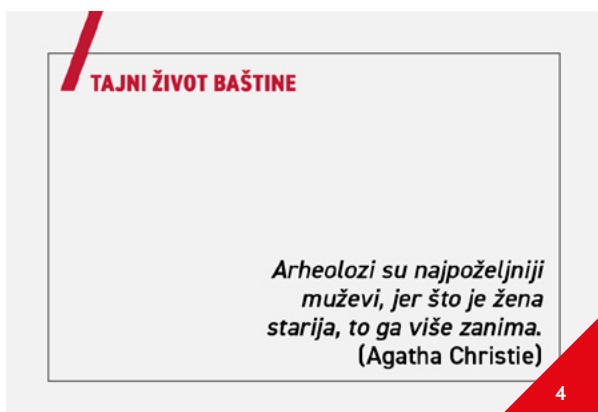 TAJNI ŽIVOT BAŠTINE
Arheolozi su najpoželjniji
muževi, jer što je žena
starija, to ga više zanima.
(Agatha Christie)
4